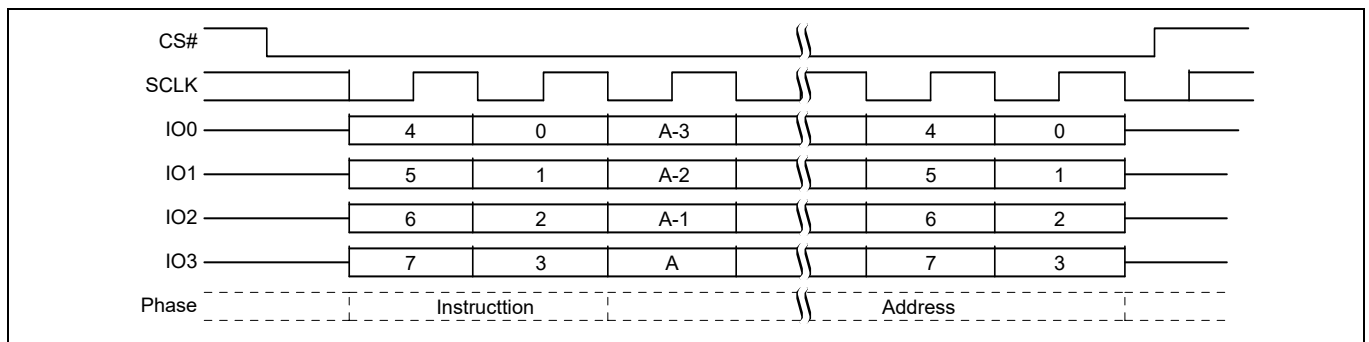 CS#
SCLK
IO0 4 0 A-3 4 0
IO1 5 1 A-2 5 1
IO2 6 2 A-1 6 2
IO3 7 3 A 7 3
Phase Instructtion Address